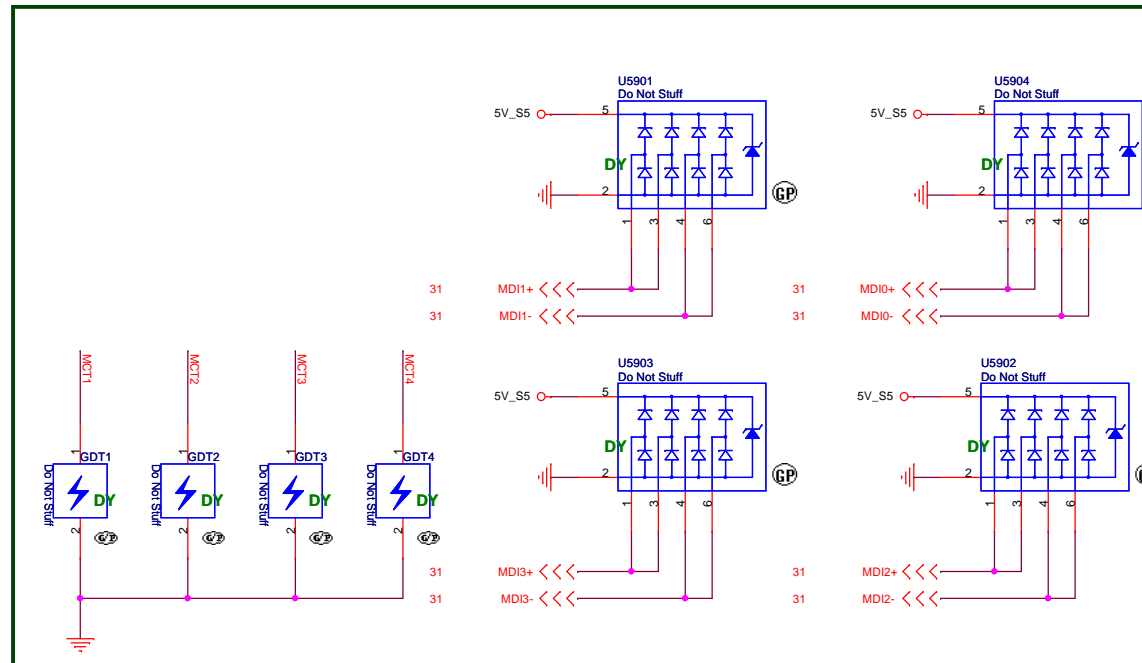 U5901
Do Not Stuff
5V_S5
5
DY
2
GP
1
3
4
6
31
MDI1+
31
MDI1-
U5904
Do Not Stuff
5V_S5
5
DY
2
1
3
4
6
31
MDI0+
31
MDI0-
MCT1
MCT2
MCT3
MCT4
1
GDT1
Do Not Stuff
DY
2
G/P
1
GDT2
Do Not Stuff
DY
2
G/P
1
GDT3
Do Not Stuff
DY
2
G/P
1
GDT4
Do Not Stuff
DY
2
G/P
U5903
Do Not Stuff
5V_S5
5
DY
2
GP
1
3
4
6
31
MDI3+
31
MDI3-
U5902
Do Not Stuff
5V_S5
5
DY
2
1
3
4
6
31
MDI2+
31
MDI2-